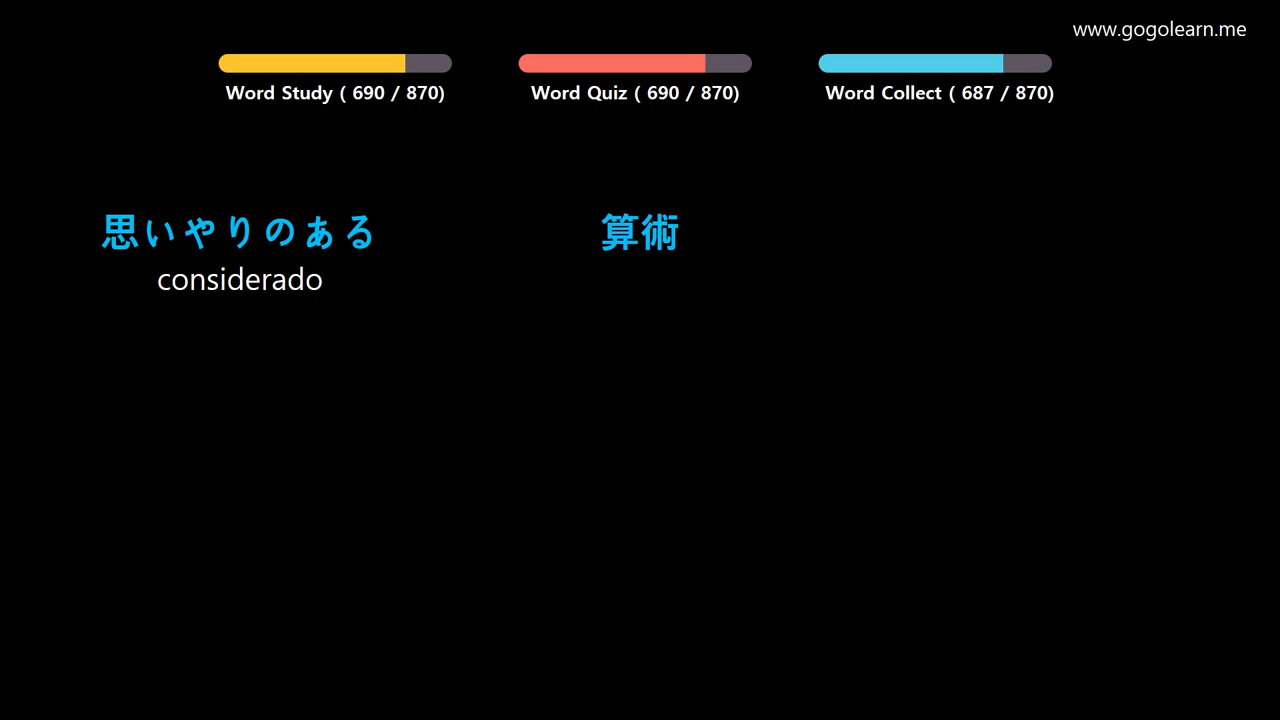 www.gogolearn.me
Word Study ( 690 / 870)
Word Quiz ( 690 / 870)
Word Collect ( 687 / 870)
思いやりのある
considerado
算術